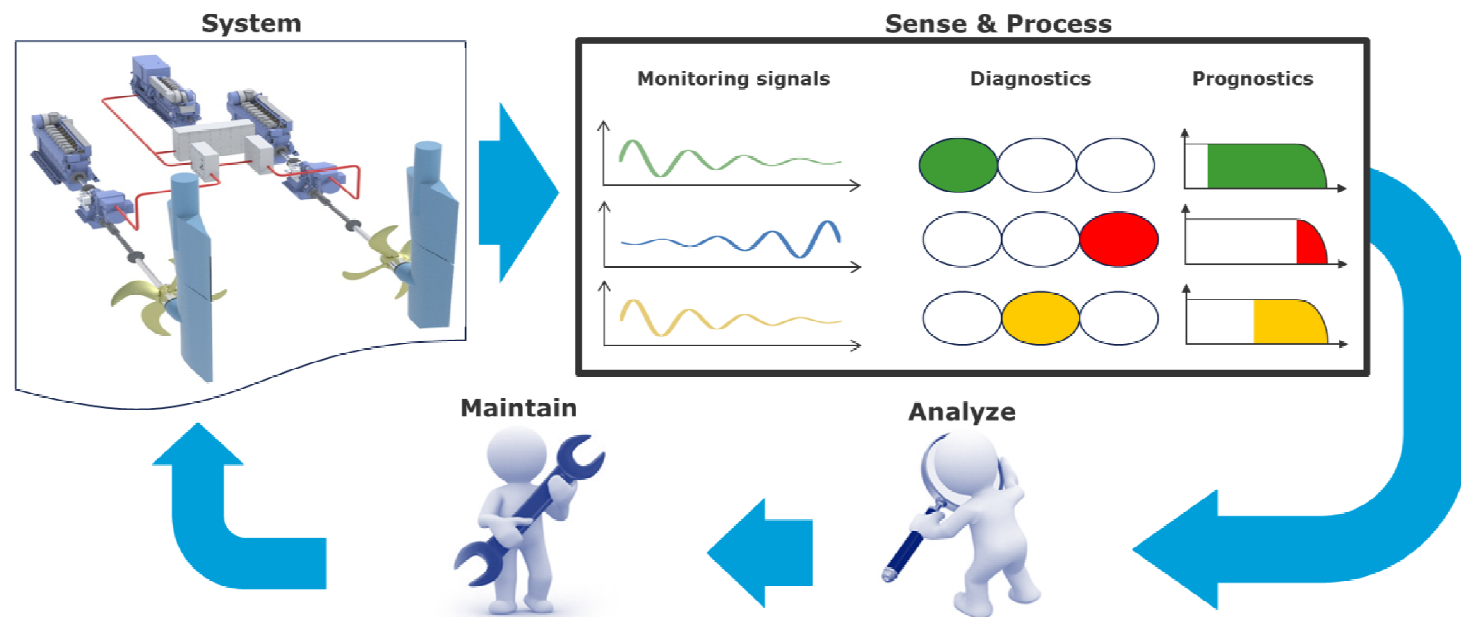 System
Sense & Process
Monitoring signals
Diagnostics
Prognostics
Maintain
Analyze